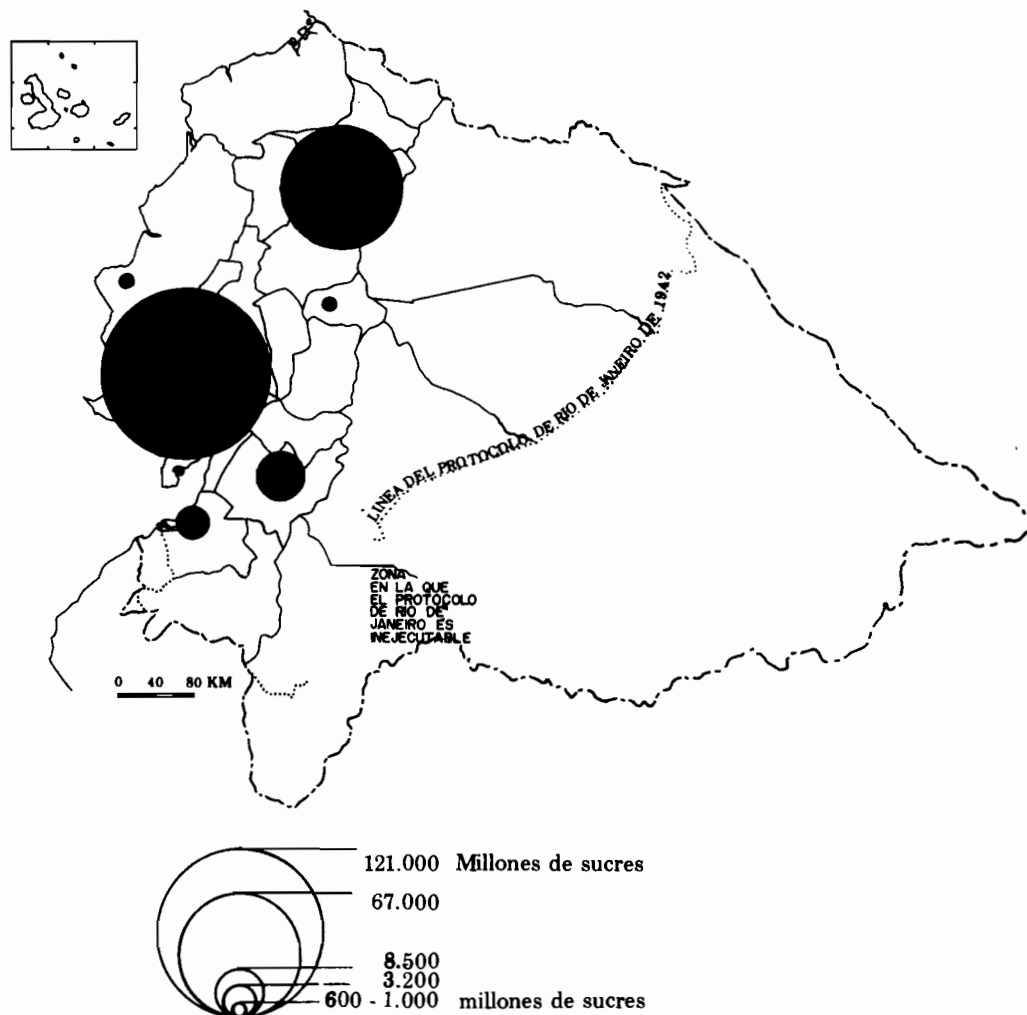 LINEA DEL PROTOCOLO DE RIO DE JANEIRO DE 1942
ZONA
EN LA QUE
EL PROTOCOLO
DE RIO DE
JANEIRO ES
INEJECUTABLE
0 40 80 KM
121.000 Millones de sucres
67.000
8.500
3.200
600 - 1.000 millones de sucres